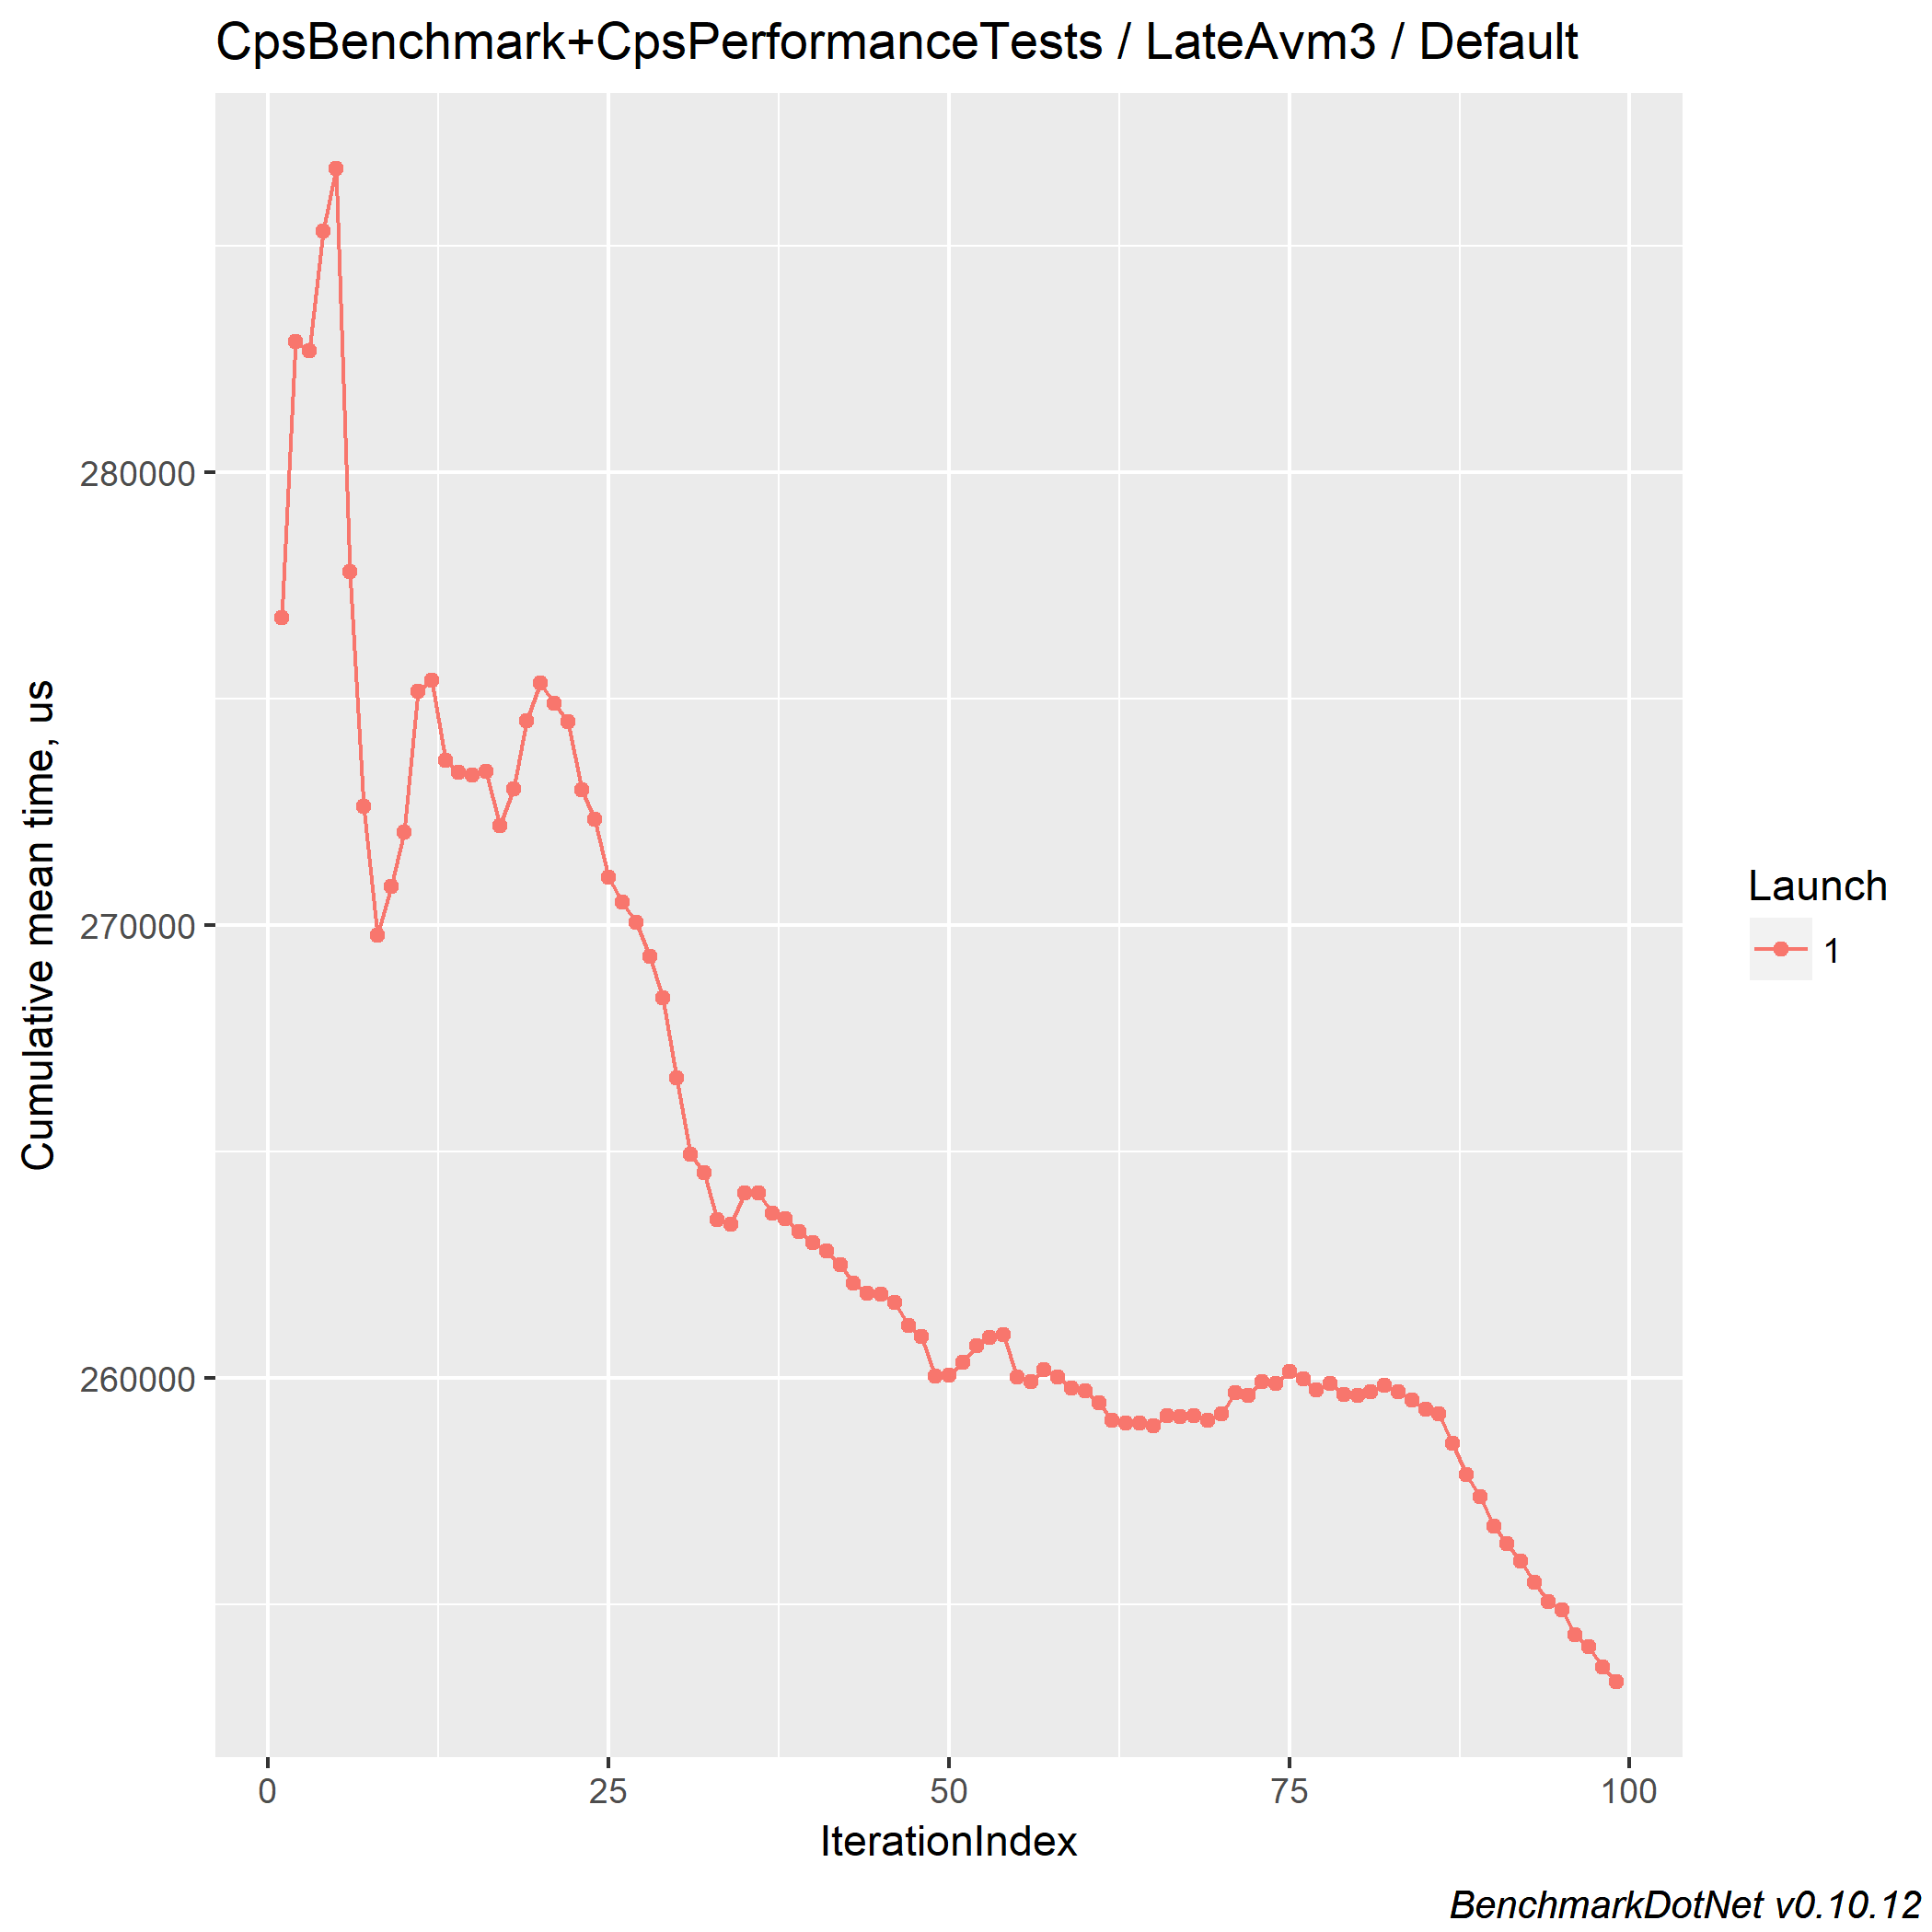 CpsBenchmark+CpsPerformanceTests / LateAvm3 / Default
Cumulative mean time, us
280000
270000
260000
0 25 50 75 100
IterationIndex
Launch
1
BenchmarkDotNet v0.10.12